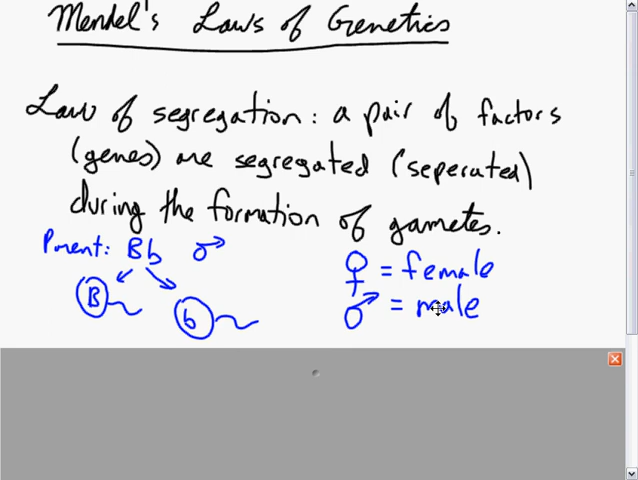 Mendel's Laws of Genetics
Law of segregation: a pair of factors
(genes) are segregated (seperated)
during the formation of gametes.
Parent: Bb ♂
B b
♀ = female
♂ = male